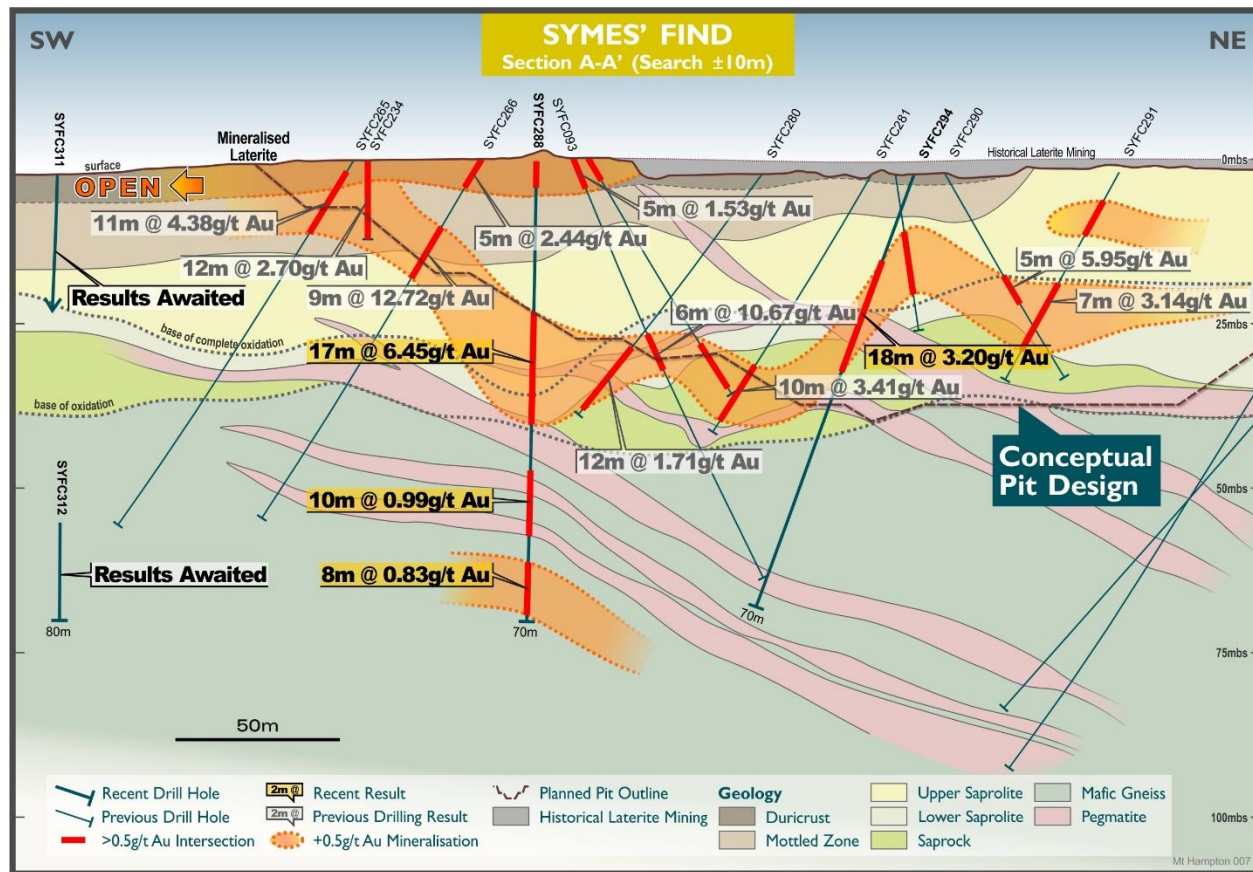 SW
SYMES' FIND
Section A-A' (Search ±10m)
NE
SYFC311
Mineralised
Laterite
SYFC265
SYFC234
SYFC266
SYFC288
SYFC093
SYFC280
SYFC281
SYFC294
SYFC290
Historical Laterite Mining
SYFC291
0mbs
surface
OPEN
11m @ 4.38g/t Au
12m @ 2.70g/t Au
5m @ 2.44g/t Au
5m @ 1.53g/t Au
9m @ 12.72g/t Au
Results Awaited
5m @ 5.95g/t Au
7m @ 3.14g/t Au
6m @ 10.67g/t Au
base of complete oxidation
25mbs
17m @ 6.45g/t Au
18m @ 3.20g/t Au
10m @ 3.41g/t Au
base of oxidation
12m @ 1.71g/t Au
Conceptual
Pit Design
50mbs
10m @ 0.99g/t Au
SYFC312
Results Awaited
8m @ 0.83g/t Au
80m
70m
70m
75mbs
50m
Recent Drill Hole
Previous Drill Hole
>0.5g/t Au Intersection
2m @
Recent Result
2m @
Previous Drilling Result
+0.5g/t Au Mineralisation
Planned Pit Outline
Historical Laterite Mining
Geology
Duricrust
Mottled Zone
Upper Saprolite
Lower Saprolite
Saprock
Mafic Gneiss
Pegmatite
100mbs
Mt Hampton 007